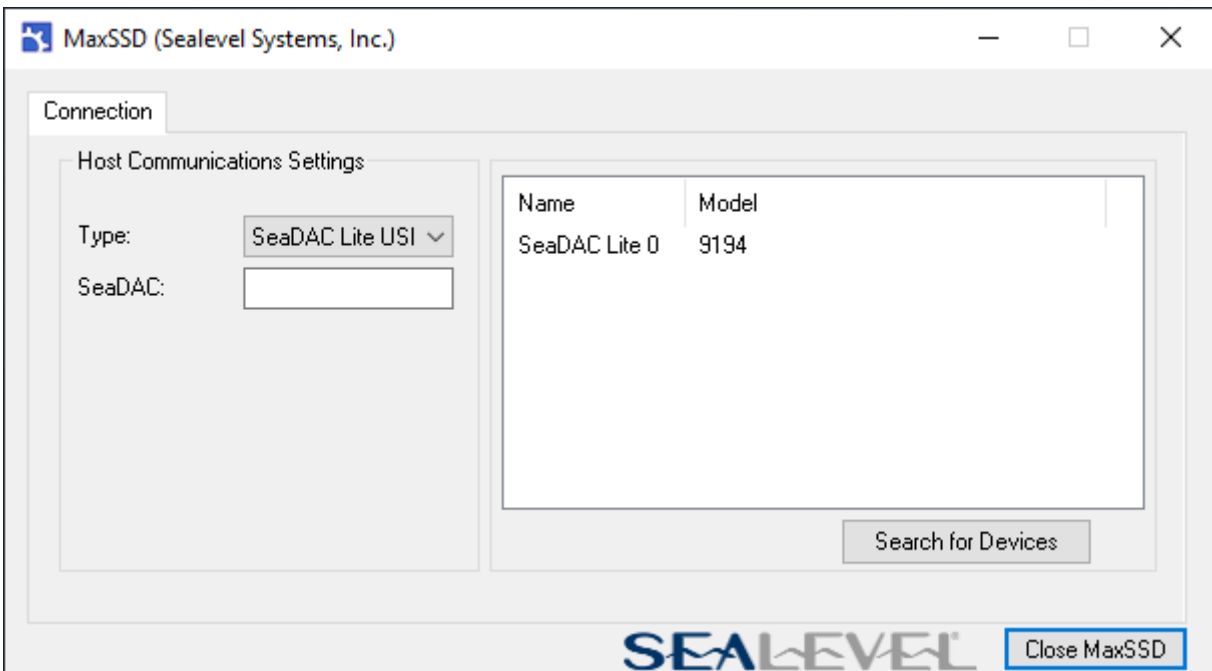 MaxSSD (Sealevel Systems, Inc.)
Connection
Host Communications Settings
Type:
SeaDAC Lite USI
SeaDAC:
Name Model
SeaDAC Lite 0 9194
Search for Devices
SEALEVEL®
Close MaxSSD